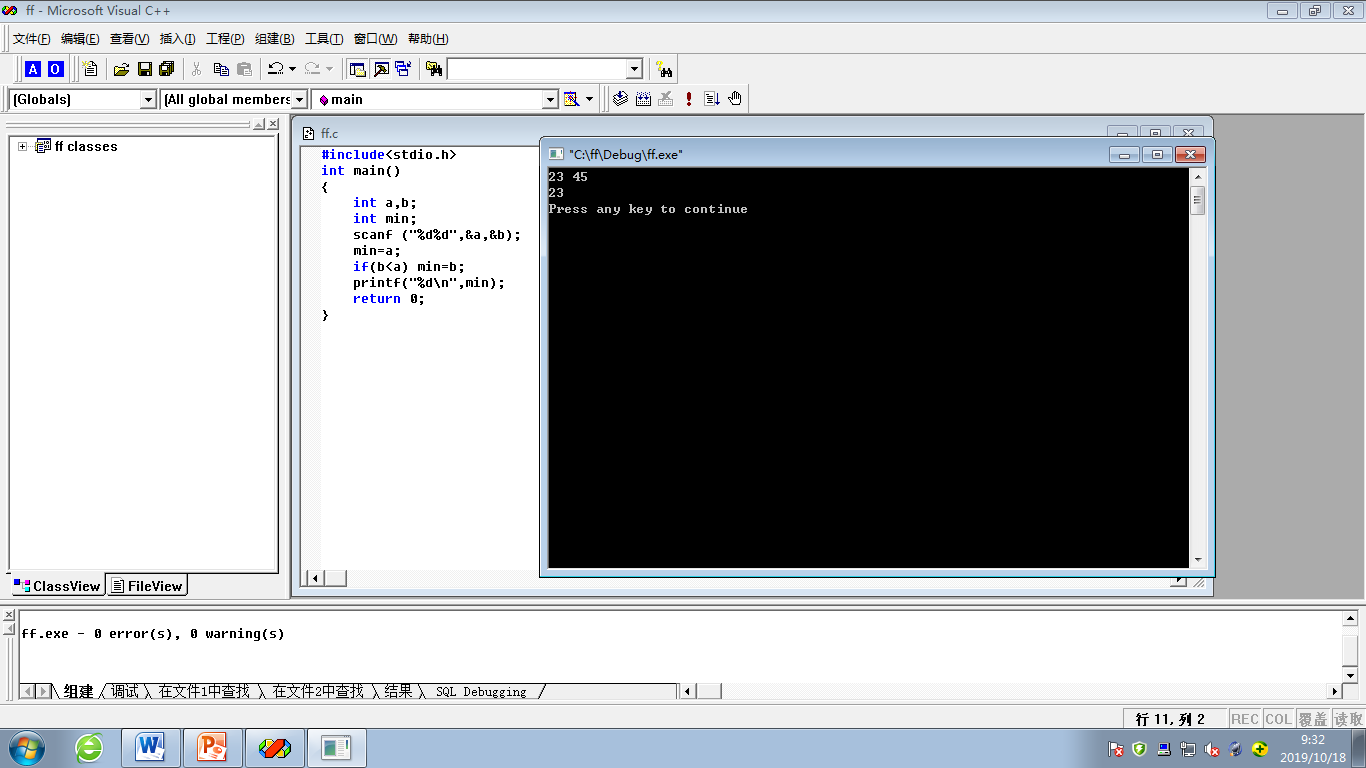 ff - Microsoft Visual C++
文件(F) 编辑(E) 查看(V) 插入(I) 工程(P) 组建(B) 工具(T) 窗口(W) 帮助(H)
A O
(Globals) (All global members main
ff classes
ff.c
#include<stdio.h>
int main()
{
int a,b;
int min;
scanf ("%d%d",&a,&b);
min=a;
if(b<a) min=b;
printf("%d\n",min);
return 0;
}
"C:\ff\Debug\ff.exe"
23 45
23
Press any key to continue
ClassView FileView
ff.exe - 0 error(s), 0 warning(s)
组建 调试 在文件1中查找 在文件2中查找 结果 SQL Debugging
行 11, 列 2 REC COL 覆盖 读取
9:32
2019/10/18